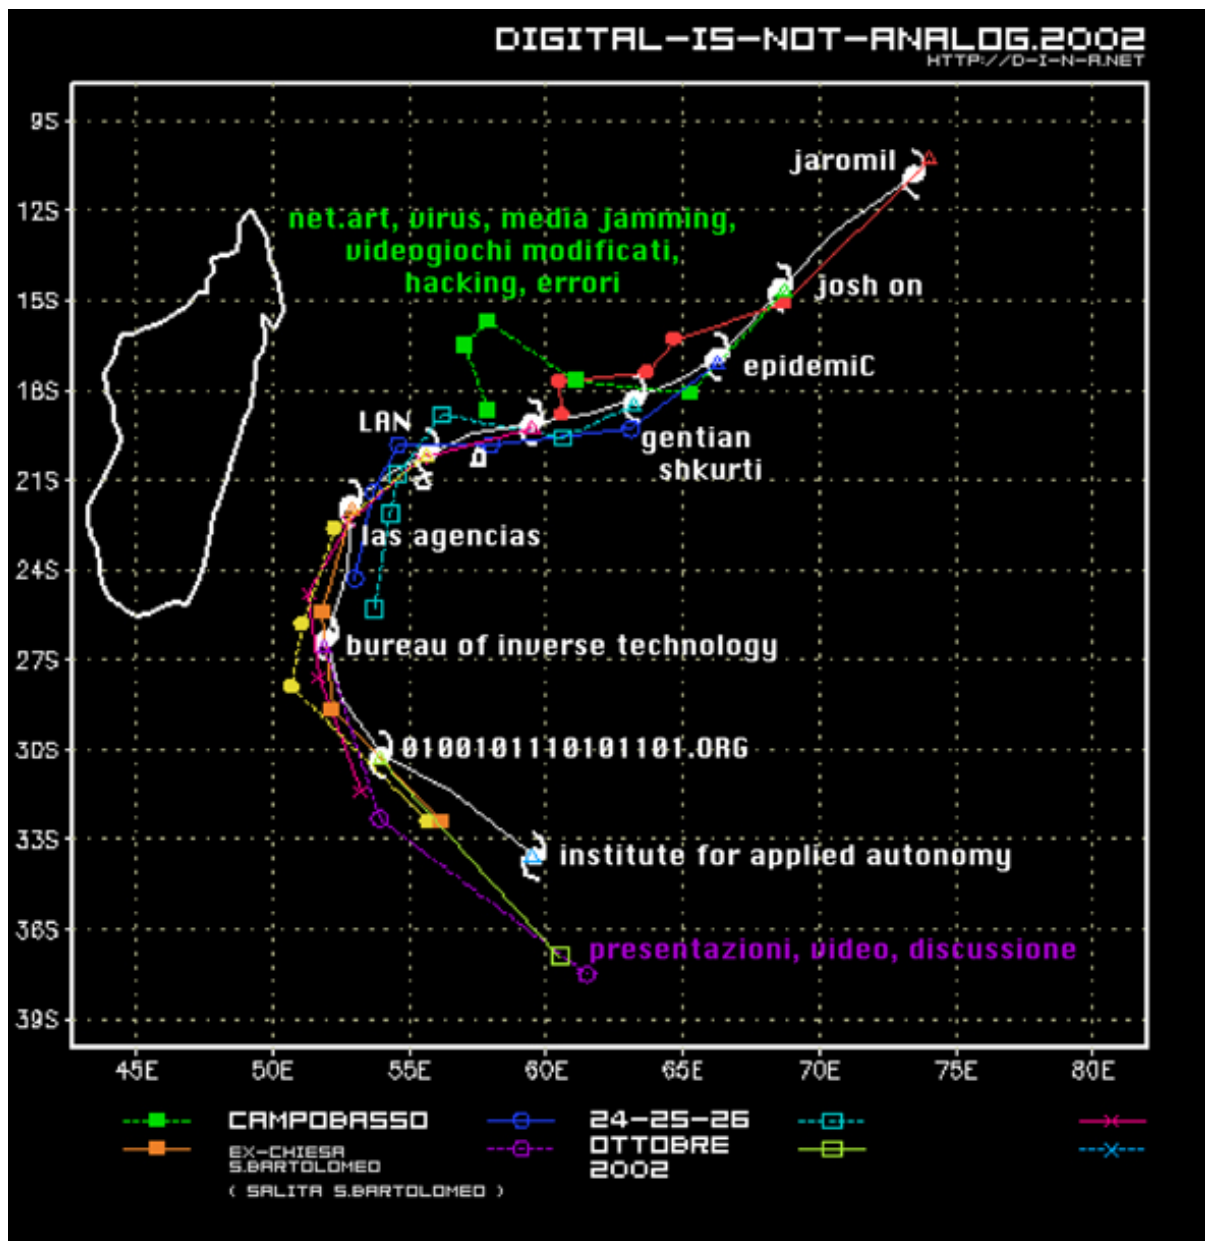 DIGITAL-IS-NOT-ANALOG.2002
HTTP://D-I-N-A.NET
9S
jaromil
12S
net.art, virus, media jamming,
videogiochi modificati,
hacking, errori
josh on
15S
epidemiC
18S
LAN
gentian
shkurti
21S
las agencias
24S
bureau of inverse technology
27S
0100101110101101.ORG
30S
33S
institute for applied autonomy
36S
presentazioni, video, discussione
39S
45E 50E 55E 60E 65E 70E 75E 80E
CAMPOBASSO
EX-CHIESA
S.BARTOLOMEO
( SALITA S.BARTOLOMEO )
24-25-26
OTTOBRE
2002